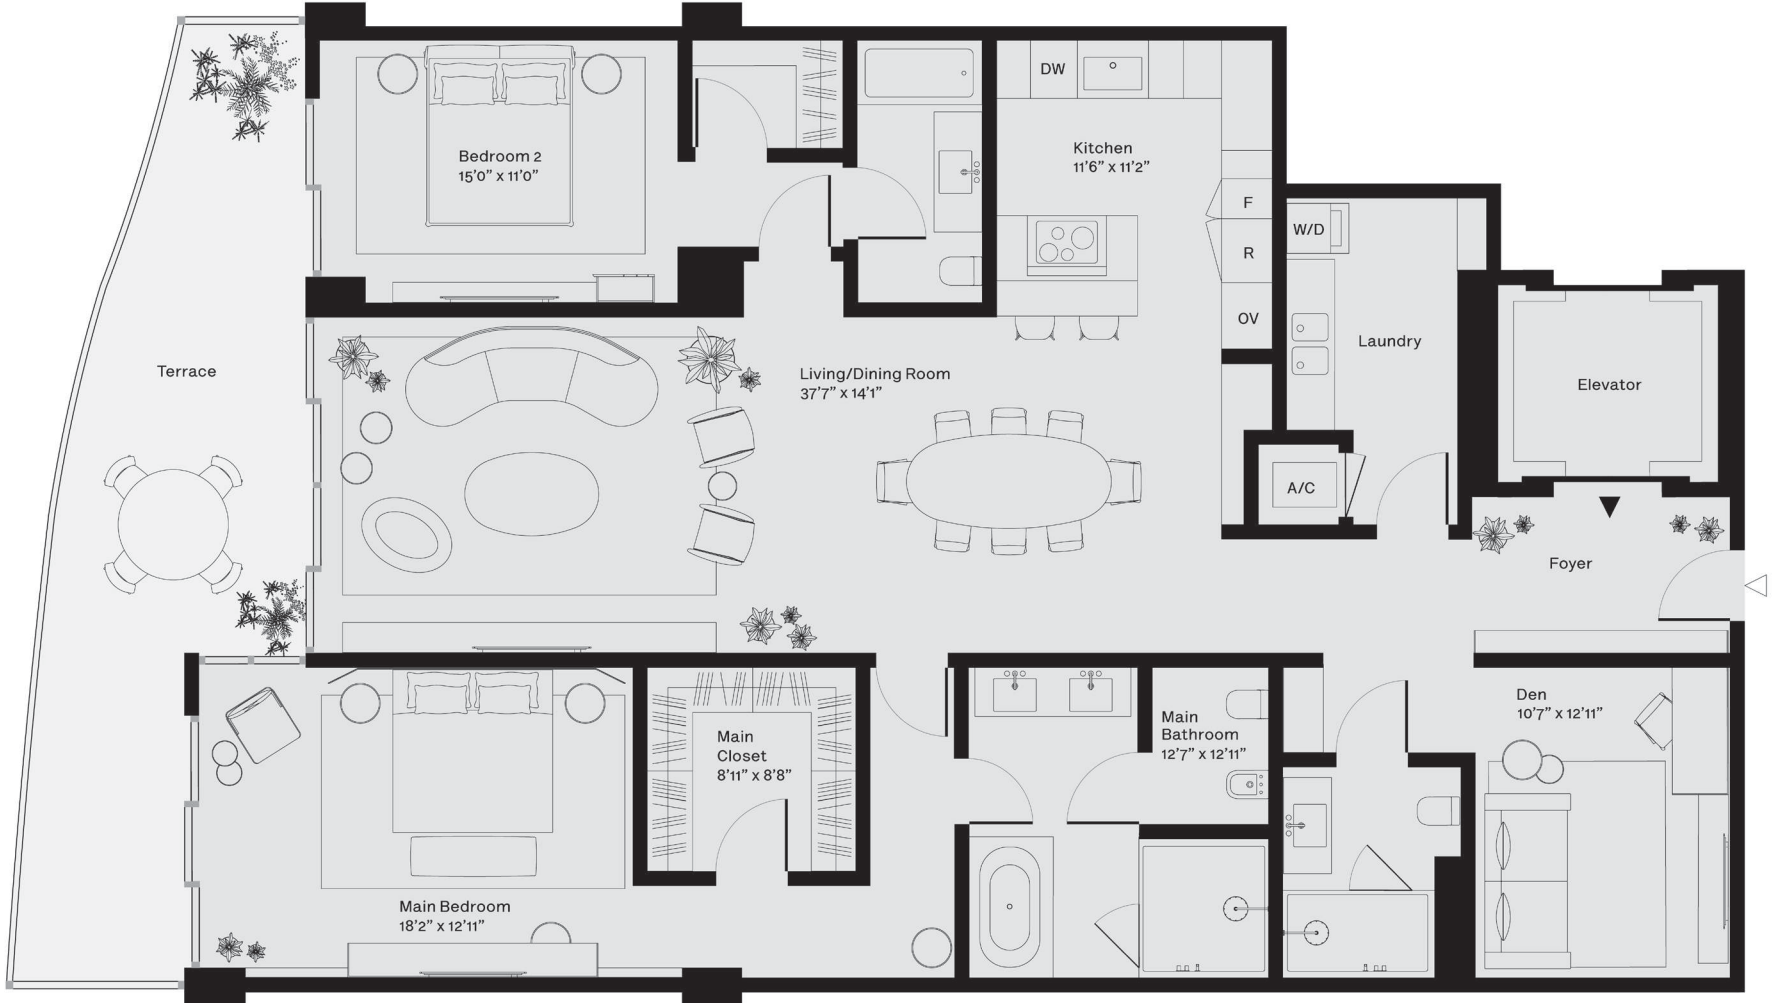 DW
Kitchen
11'6" x 11'2"
Bedroom 2
15'0" x 11'0"
F
R
OV
W/D
Laundry
Elevator
Terrace
Living/Dining Room
37'7" x 14'1"
A/C
Foyer
Den
10'7" x 12'11"
Main
Bathroom
12'7" x 12'11"
Main
Closet
8'11" x 8'8"
Main Bedroom
18'2" x 12'11"